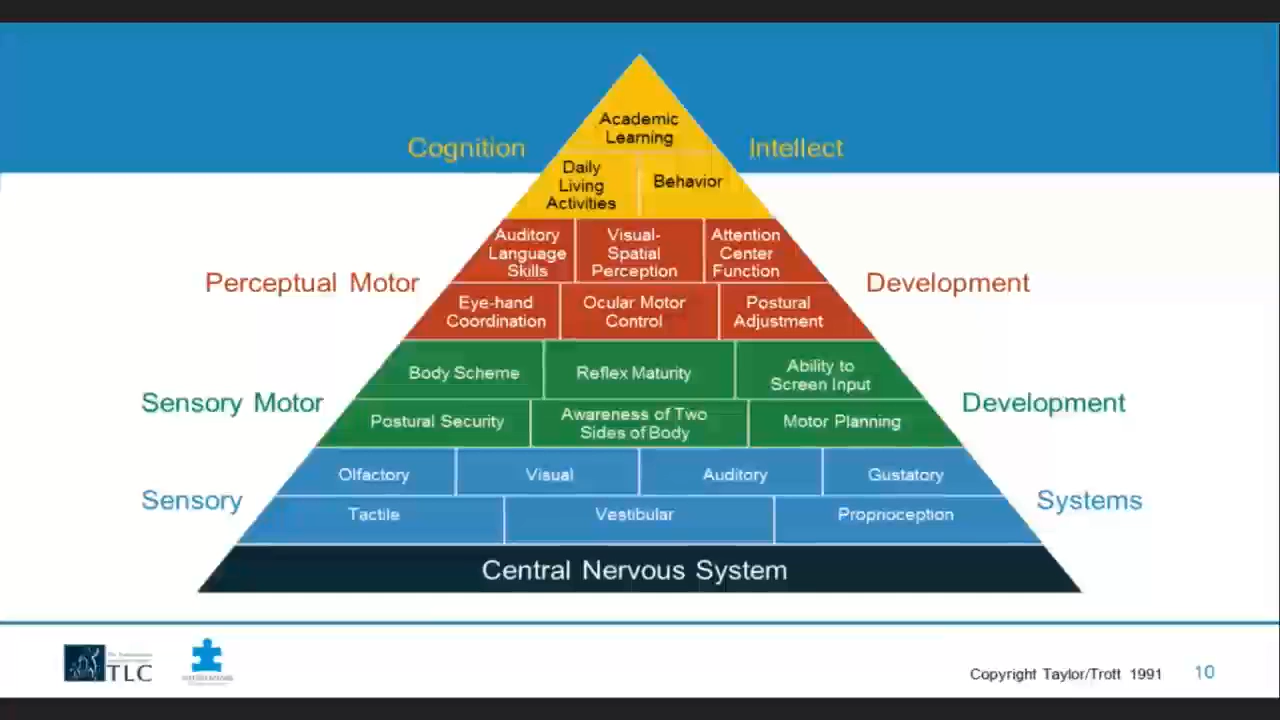 Academic
Learning
Cognition
Intellect
Daily
Living
Activities
Behavior
Auditory
Language
Skills
Visual-
Spatial
Perception
Attention
Center
Function
Perceptual Motor
Development
Eye-hand
Coordination
Ocular Motor
Control
Postural
Adjustment
Body Scheme
Reflex Maturity
Ability to
Screen Input
Sensory Motor
Development
Postural Security
Awareness of Two
Sides of Body
Motor Planning
Olfactory
Visual
Auditory
Gustatory
Sensory
Systems
Tactile
Vestibular
Proprioception
Central Nervous System
TLC
Copyright Taylor/Trott 1991
10